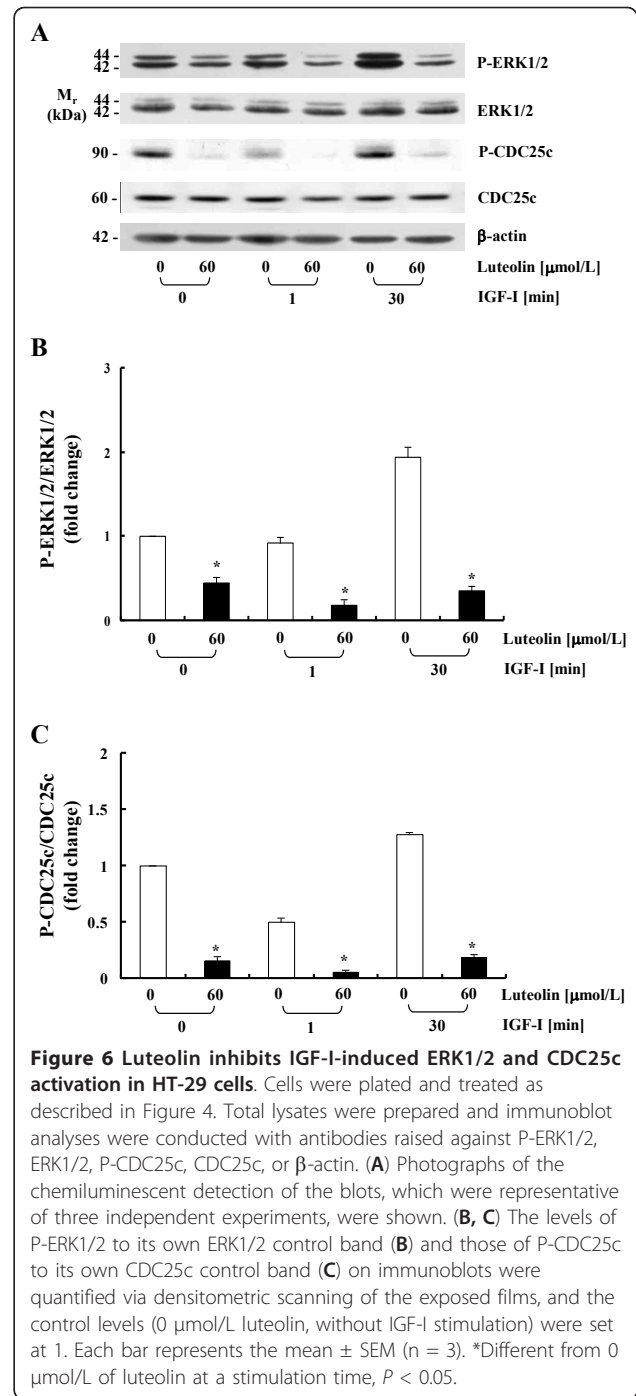 A
44 -
42 -
P-ERK1/2
Mr
(kDa)
44 -
42 -
ERK1/2
90 -
P-CDC25c
60 -
CDC25c
42 -
β-actin
0 60 0 60 0 60 Luteolin [μmol/L]
0 1 30 IGF-I [min]
B
P-ERK1/2/ERK1/2
(fold change)
3
2
1
0
* * *
0 60 0 60 0 60 Luteolin [μmol/L]
0 1 30 IGF-I [min]
C
P-CDC25c/CDC25c
(fold change)
2
1.5
1
0.5
0
* * *
0 60 0 60 0 60 Luteolin [μmol/L]
0 1 30 IGF-I [min]
Figure 6 Luteolin inhibits IGF-I-induced ERK1/2 and CDC25c
activation in HT-29 cells. Cells were plated and treated as
described in Figure 4. Total lysates were prepared and immunoblot
analyses were conducted with antibodies raised against P-ERK1/2,
ERK1/2, P-CDC25c, CDC25c, or β-actin. (A) Photographs of the
chemiluminescent detection of the blots, which were representative
of three independent experiments, were shown. (B, C) The levels of
P-ERK1/2 to its own ERK1/2 control band (B) and those of P-CDC25c
to its own CDC25c control band (C) on immunoblots were
quantified via densitometric scanning of the exposed films, and the
control levels (0 μmol/L luteolin, without IGF-I stimulation) were set
at 1. Each bar represents the mean ± SEM (n = 3). *Different from 0
μmol/L of luteolin at a stimulation time, P < 0.05.